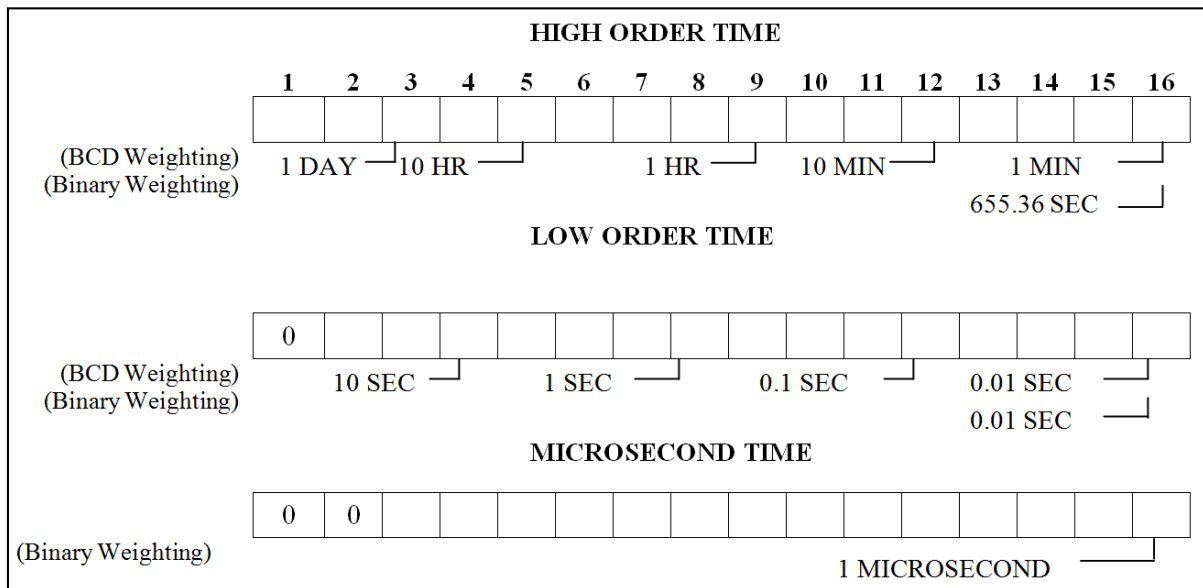 HIGH ORDER TIME
1 2 3 4 5 6 7 8 9 10 11 12 13 14 15 16
(BCD Weighting) 1 DAY 10 HR 1 HR 10 MIN 1 MIN
(Binary Weighting) 655.36 SEC
LOW ORDER TIME
0
(BCD Weighting) 10 SEC 1 SEC 0.1 SEC 0.01 SEC
(Binary Weighting) 0.01 SEC
MICROSECOND TIME
0 0
(Binary Weighting) 1 MICROSECOND